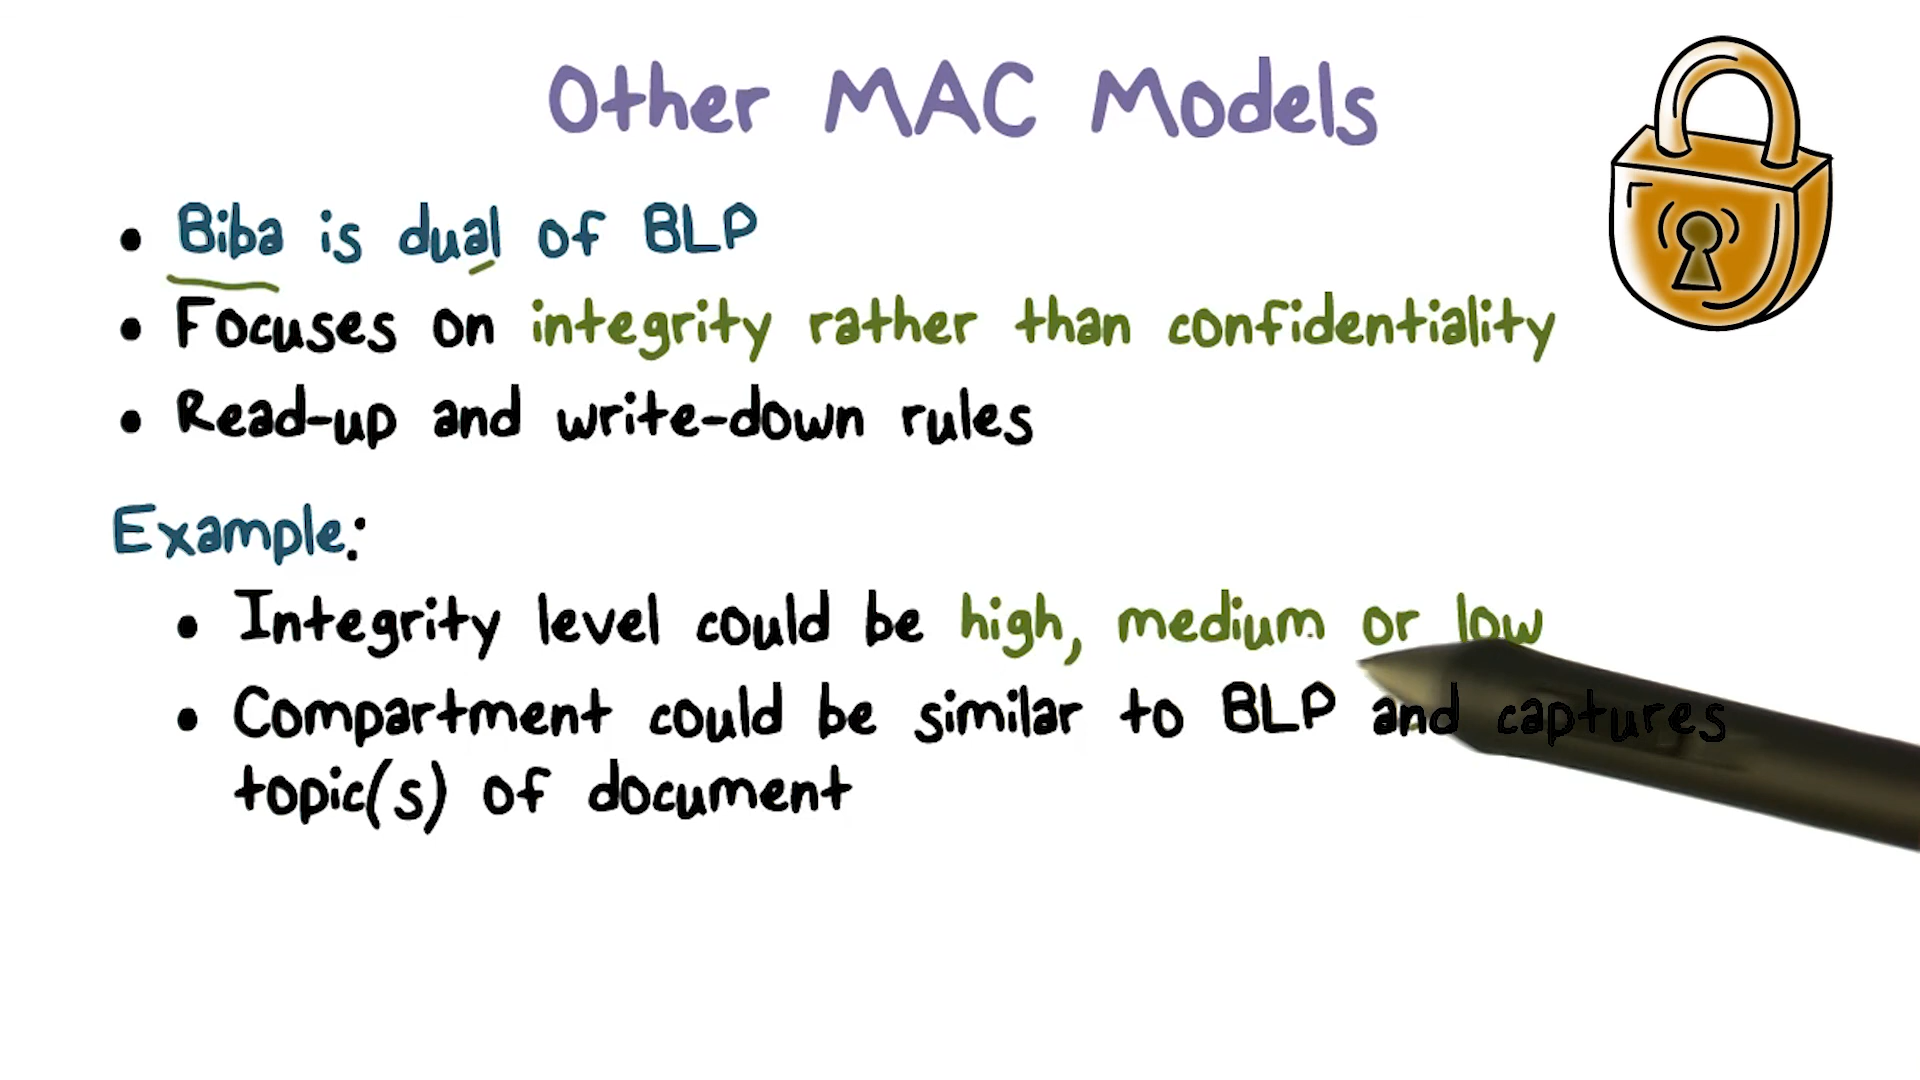 Other MAC Models
• Biba is dual of BLP
• Focuses on integrity rather than confidentiality
• Read-up and write-down rules
Example:
• Integrity level could be high, medium or low
• Compartment could be similar to BLP and captures
topic(s) of document